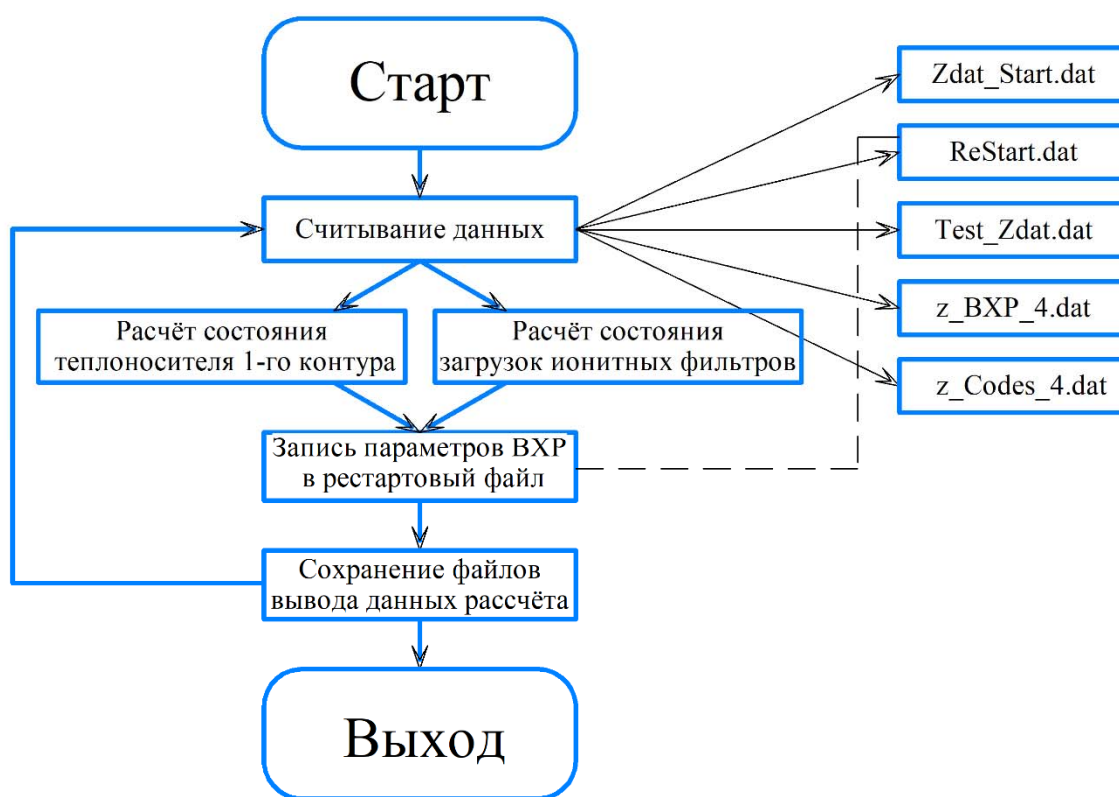 Старт
Считывание данных
Расчёт состояния
теплоносителя 1-го контура
Расчёт состояния
загрузок ионитных фильтров
Запись параметров ВХР
в рестартовый файл
Сохранение файлов
вывода данных рассчёта
Выход
Zdat_Start.dat
ReStart.dat
Test_Zdat.dat
z_BXP_4.dat
z_Codes_4.dat